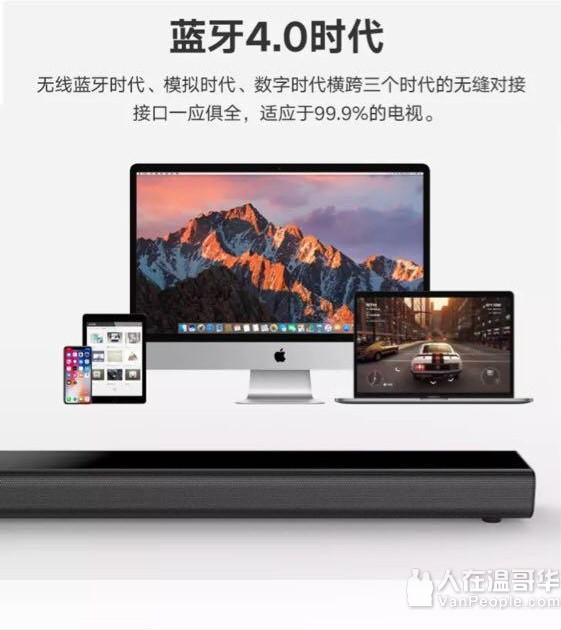 蓝牙4.0时代
无线蓝牙时代、模拟时代、数字时代横跨三个时代的无缝对接
接口一应俱全，适应于99.9%的电视。
人在温哥华
VanPeople.com